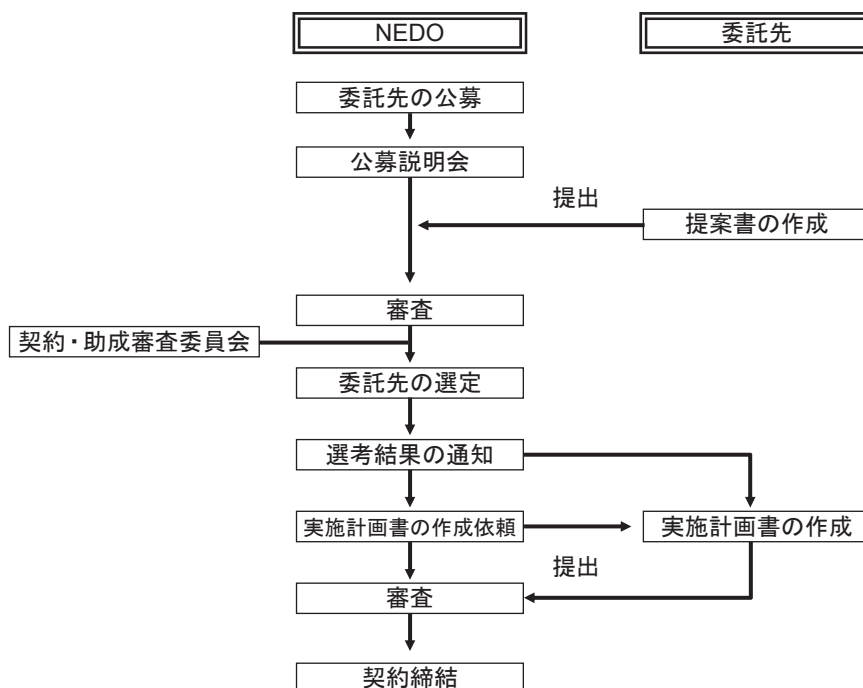 NEDO
委託先
委託先の公募
公募説明会
提出
提案書の作成
審査
契約・助成審査委員会
委託先の選定
選考結果の通知
実施計画書の作成依頼
実施計画書の作成
提出
審査
契約締結